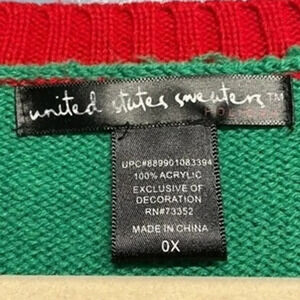 united states sweaters™
UPC#889901083394
100% ACRYLIC
EXCLUSIVE OF
DECORATION
RN#73352
MADE IN CHINA
0X